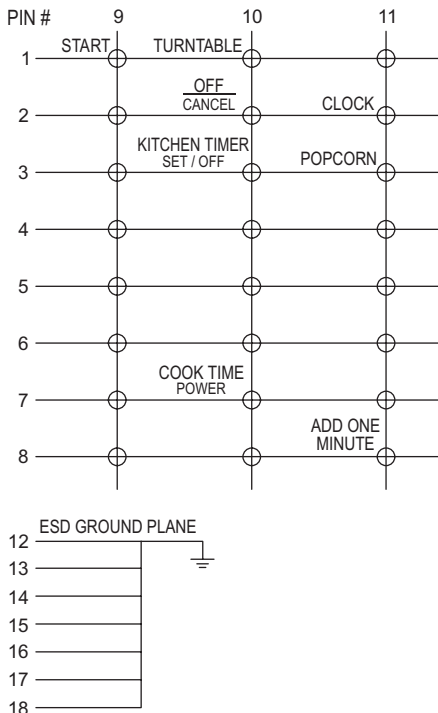 PIN # 9 10 11
START TURNTABLE
1
OFF
CANCEL CLOCK
2
KITCHEN TIMER
SET / OFF POPCORN
3
4
5
6
COOK TIME
POWER
7
ADD ONE
MINUTE
8
ESD GROUND PLANE
12
13
14
15
16
17
18